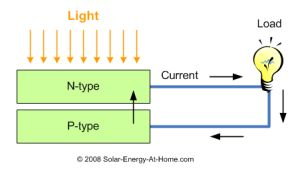 Light
Load
N-type
Current
P-type
© 2008 Solar-Energy-At-Home.com